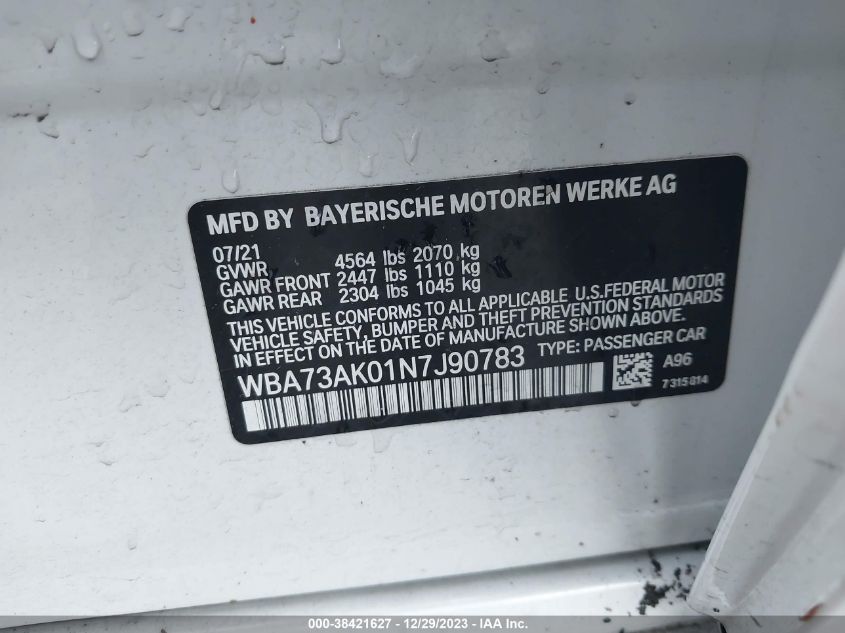 MFD BY BAYERISCHE MOTOREN WERKE AG
07/21
GVWR 4564 lbs 2070 kg
GAWR FRONT 2447 lbs 1110 kg
GAWR REAR 2304 lbs 1045 kg
THIS VEHICLE CONFORMS TO ALL APPLICABLE U.S.FEDERAL MOTOR
VEHICLE SAFETY, BUMPER AND THEFT PREVENTION STANDARDS
IN EFFECT ON THE DATE OF MANUFACTURE SHOWN ABOVE.
WBA73AK01N7J90783 TYPE: PASSENGER CAR
A96
7315814
000-38421627 - 12/29/2023 - IAA Inc.